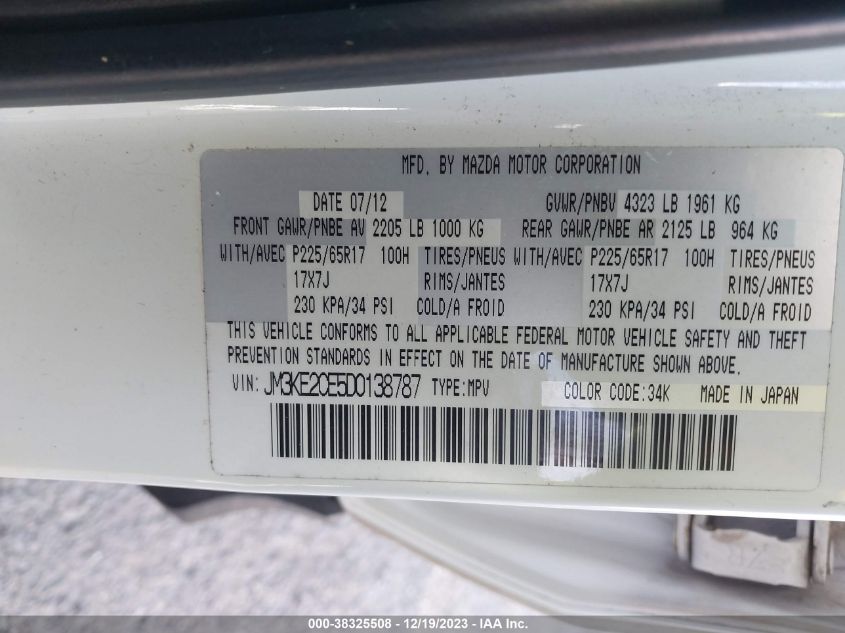 MFD. BY MAZDA MOTOR CORPORATION
DATE 07/12 GVWR/PNBV 4323 LB 1961 KG
FRONT GAWR/PNBE AV 2205 LB 1000 KG REAR GAWR/PNBE AR 2125 LB 964 KG
WITH/AVEC P225/65R17 100H TIRES/PNEUS WITH/AVEC P225/65R17 100H TIRES/PNEUS
17X7J RIMS/JANTES 17X7J RIMS/JANTES
230 KPA/34 PSI COLD/A FROID 230 KPA/34 PSI COLD/A FROID
THIS VEHICLE CONFORMS TO ALL APPLICABLE FEDERAL MOTOR VEHICLE SAFETY AND THEFT
PREVENTION STANDARDS IN EFFECT ON THE DATE OF MANUFACTURE SHOWN ABOVE.
VIN: JM3KE2CE5D0138787 TYPE:MPV COLOR CODE:34K MADE IN JAPAN
000-38325508 - 12/19/2023 - IAA Inc.